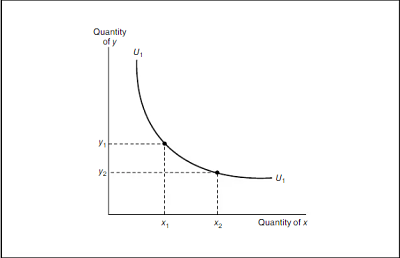 Quantity
of y
U₁
y₁
y₂
U₁
x₁
x₂
Quantity of x